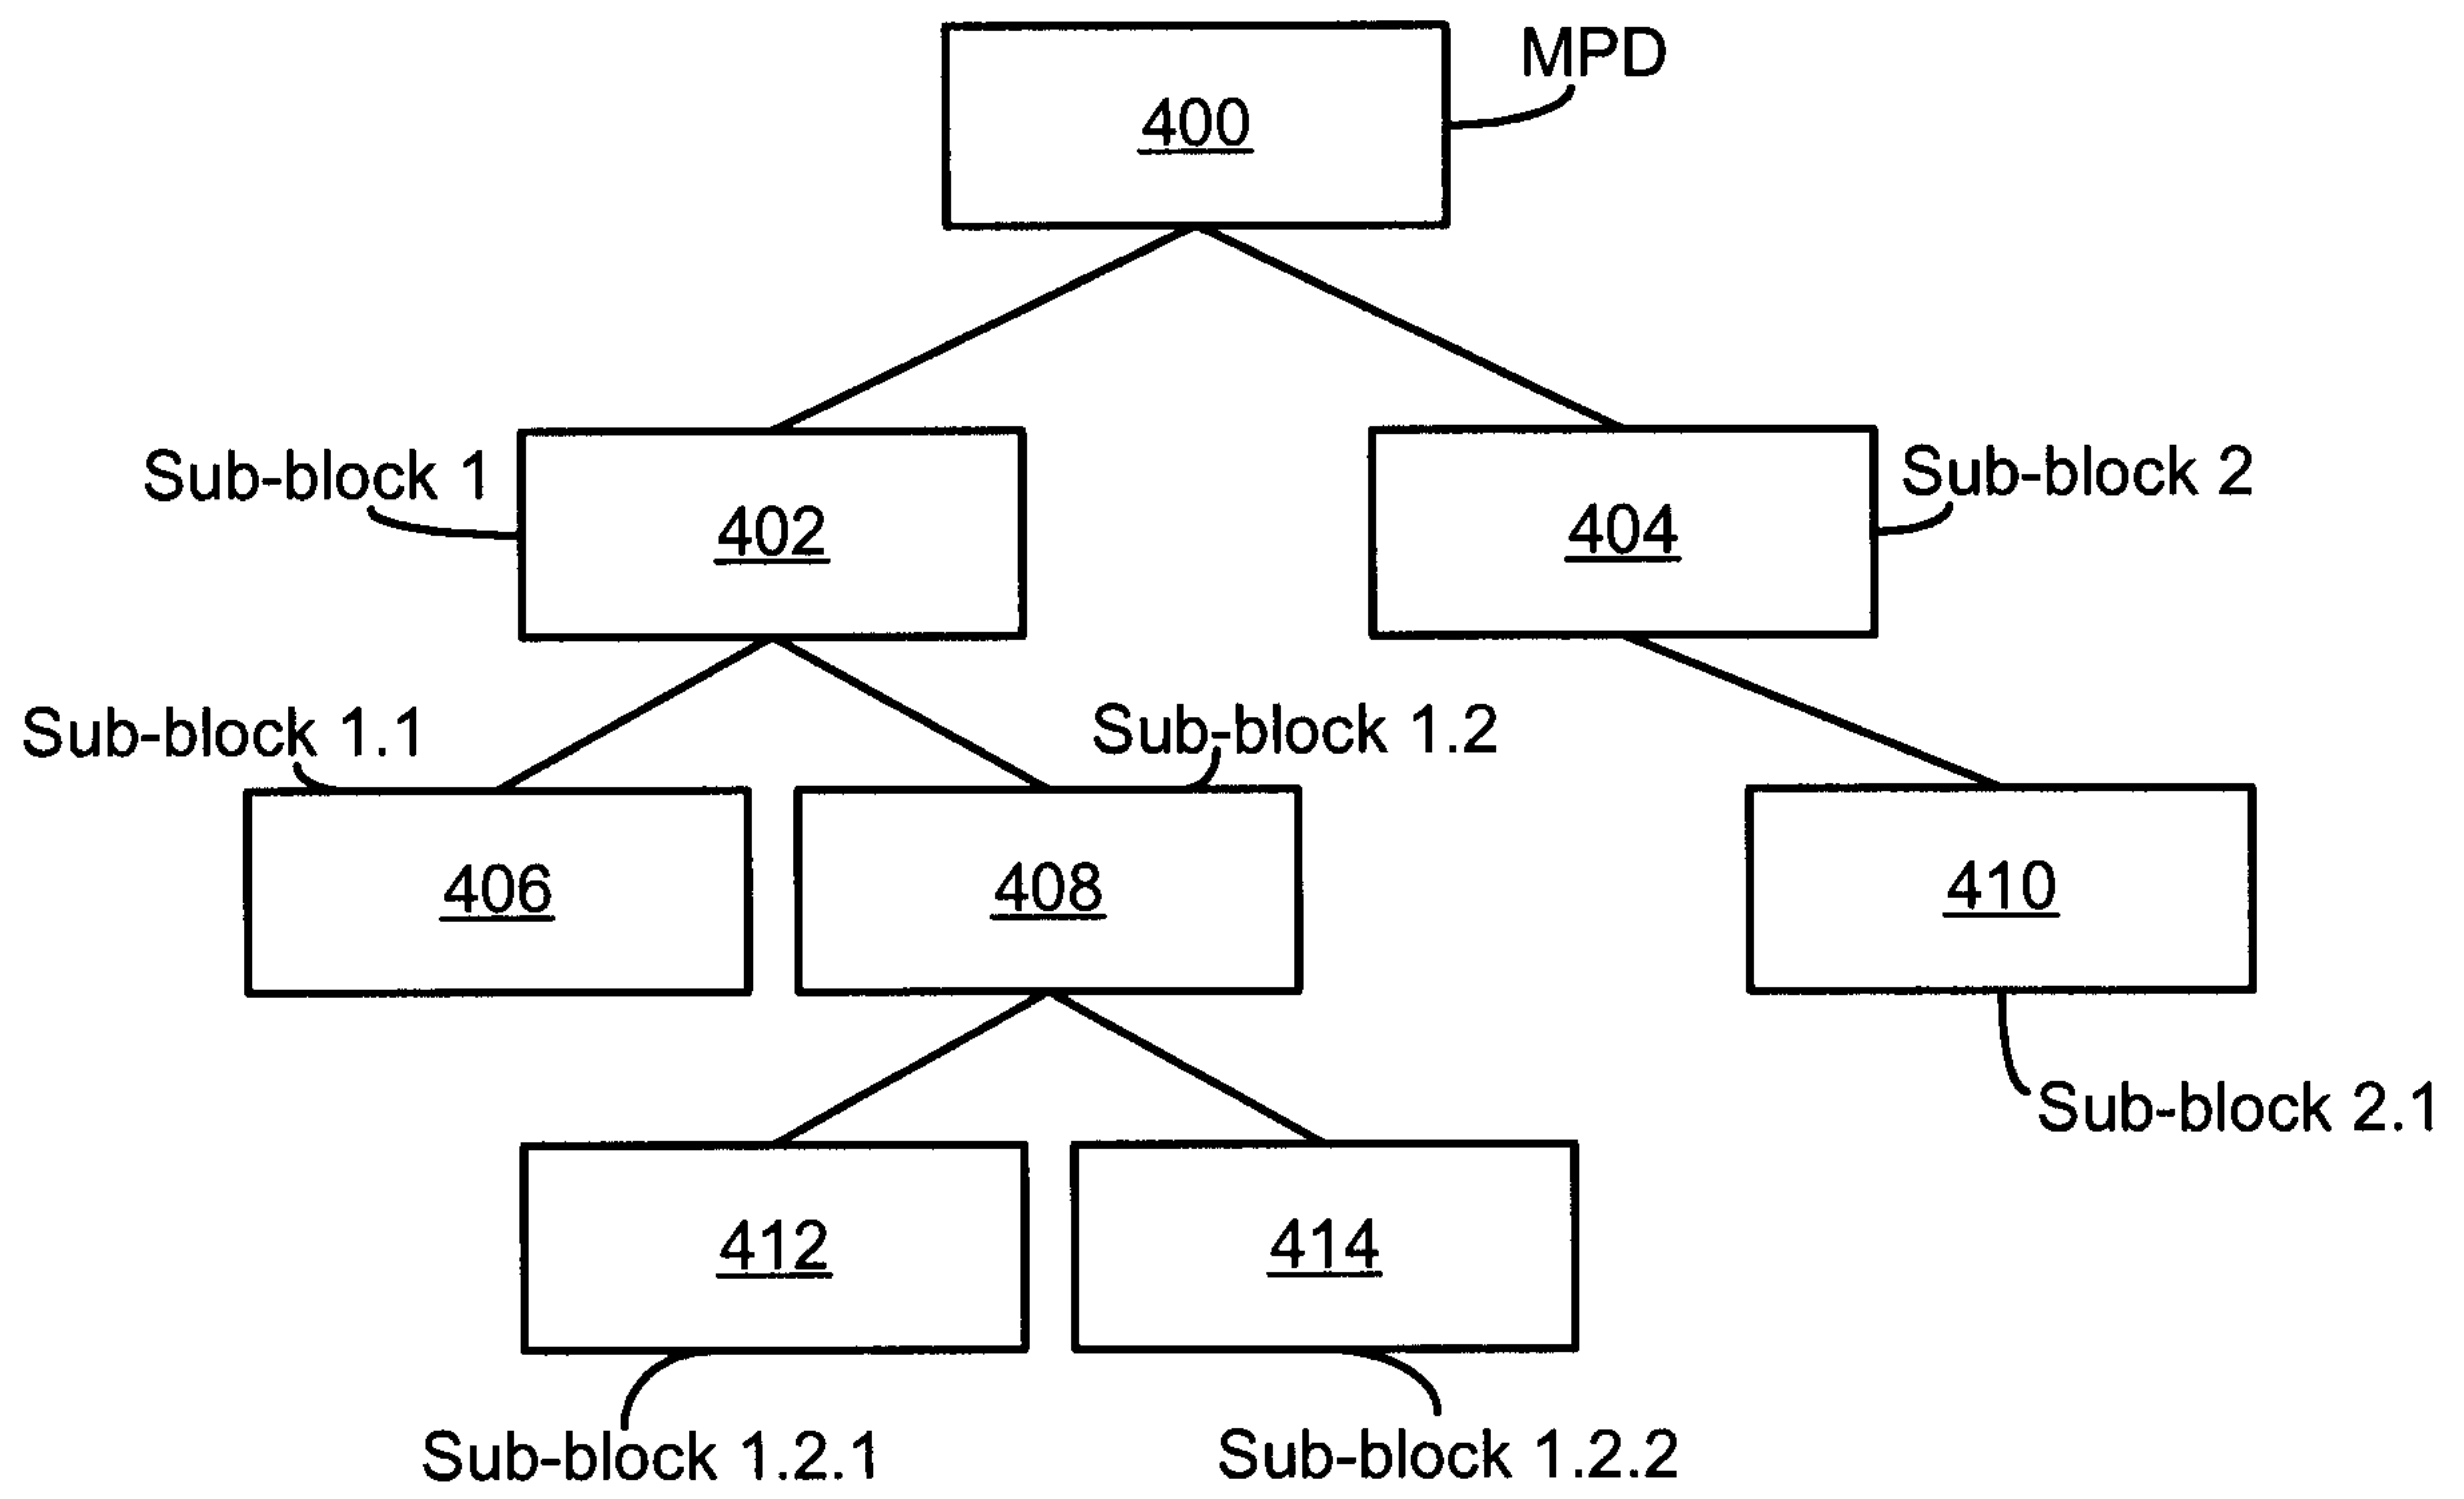 MPD
400
Sub-block 1
402
404
Sub-block 2
Sub-block 1.1
Sub-block 1.2
406
408
410
Sub-block 2.1
412
414
Sub-block 1.2.1
Sub-block 1.2.2